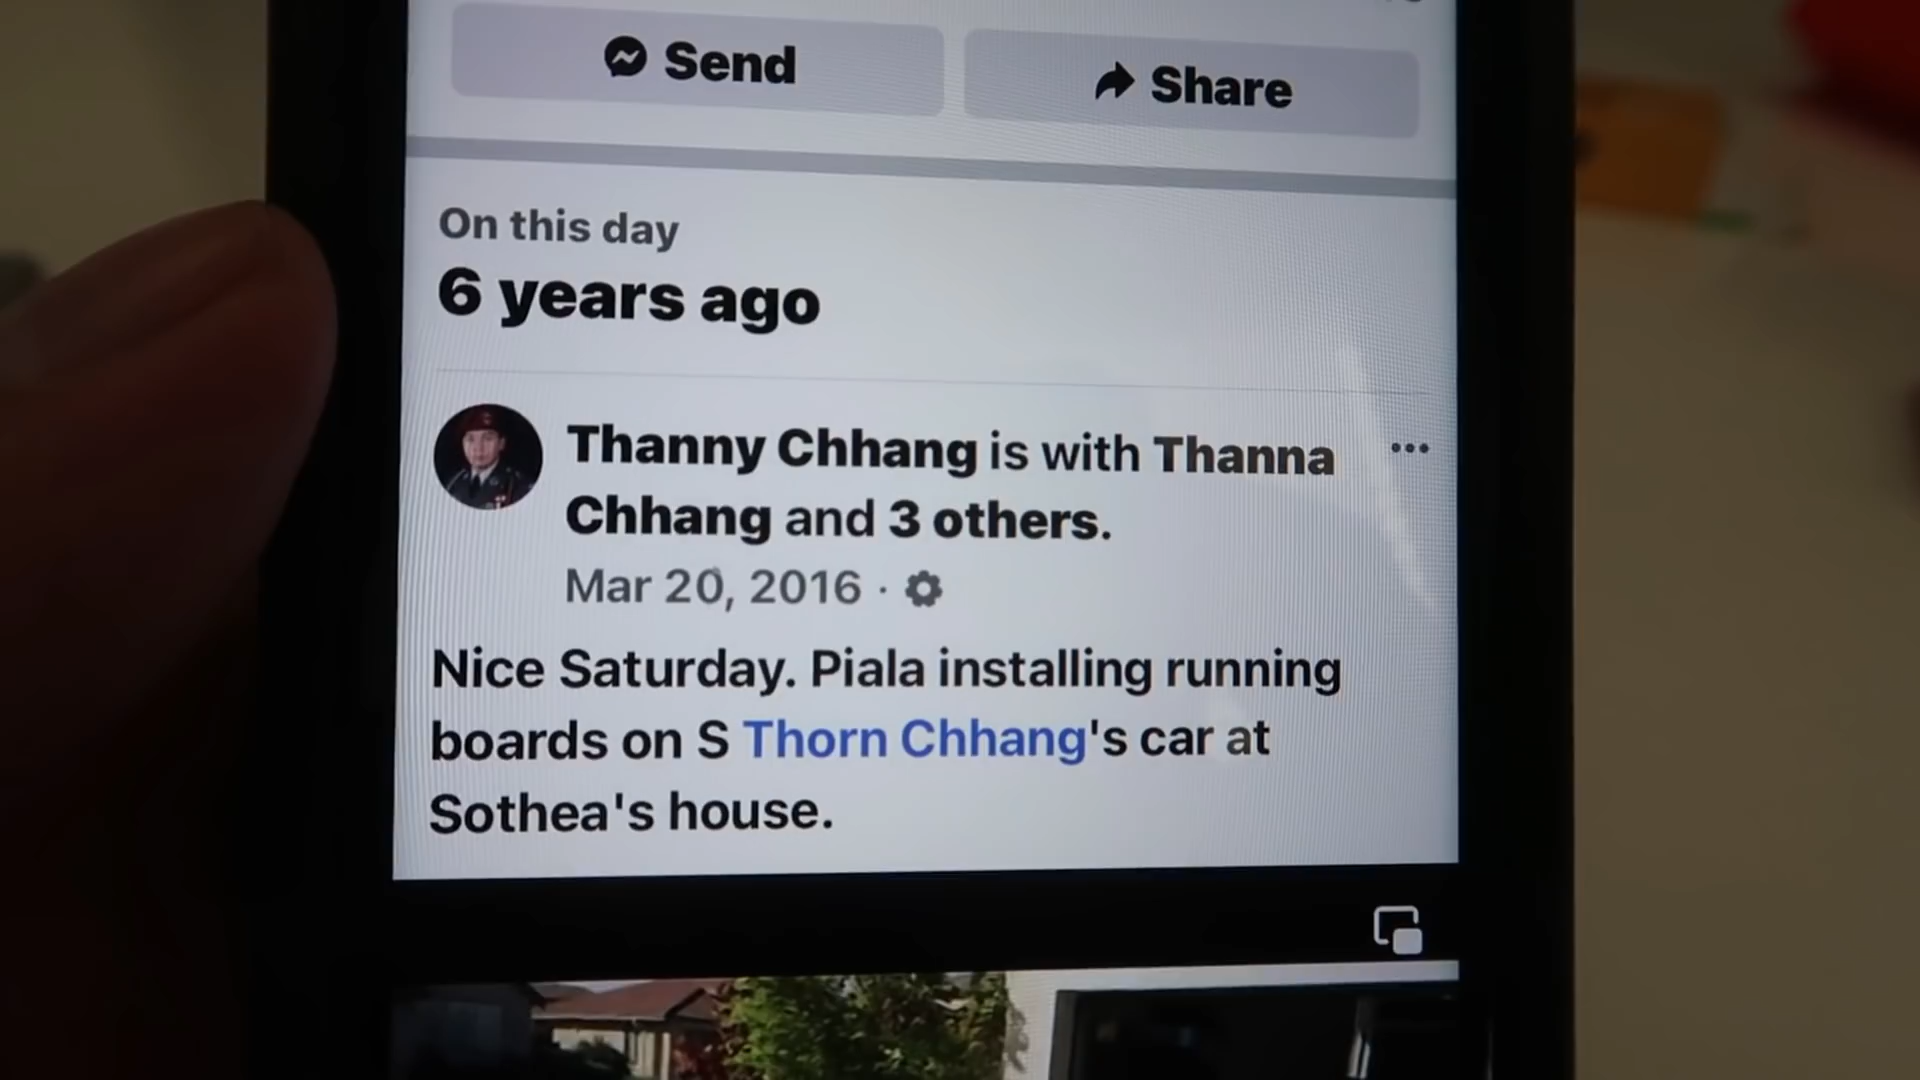 Send
Share
On this day
6 years ago
Thanny Chhang is with Thanna
Chhang and 3 others.
Mar 20, 2016 ·
Nice Saturday. Piala installing running
boards on S Thorn Chhang's car at
Sothea's house.